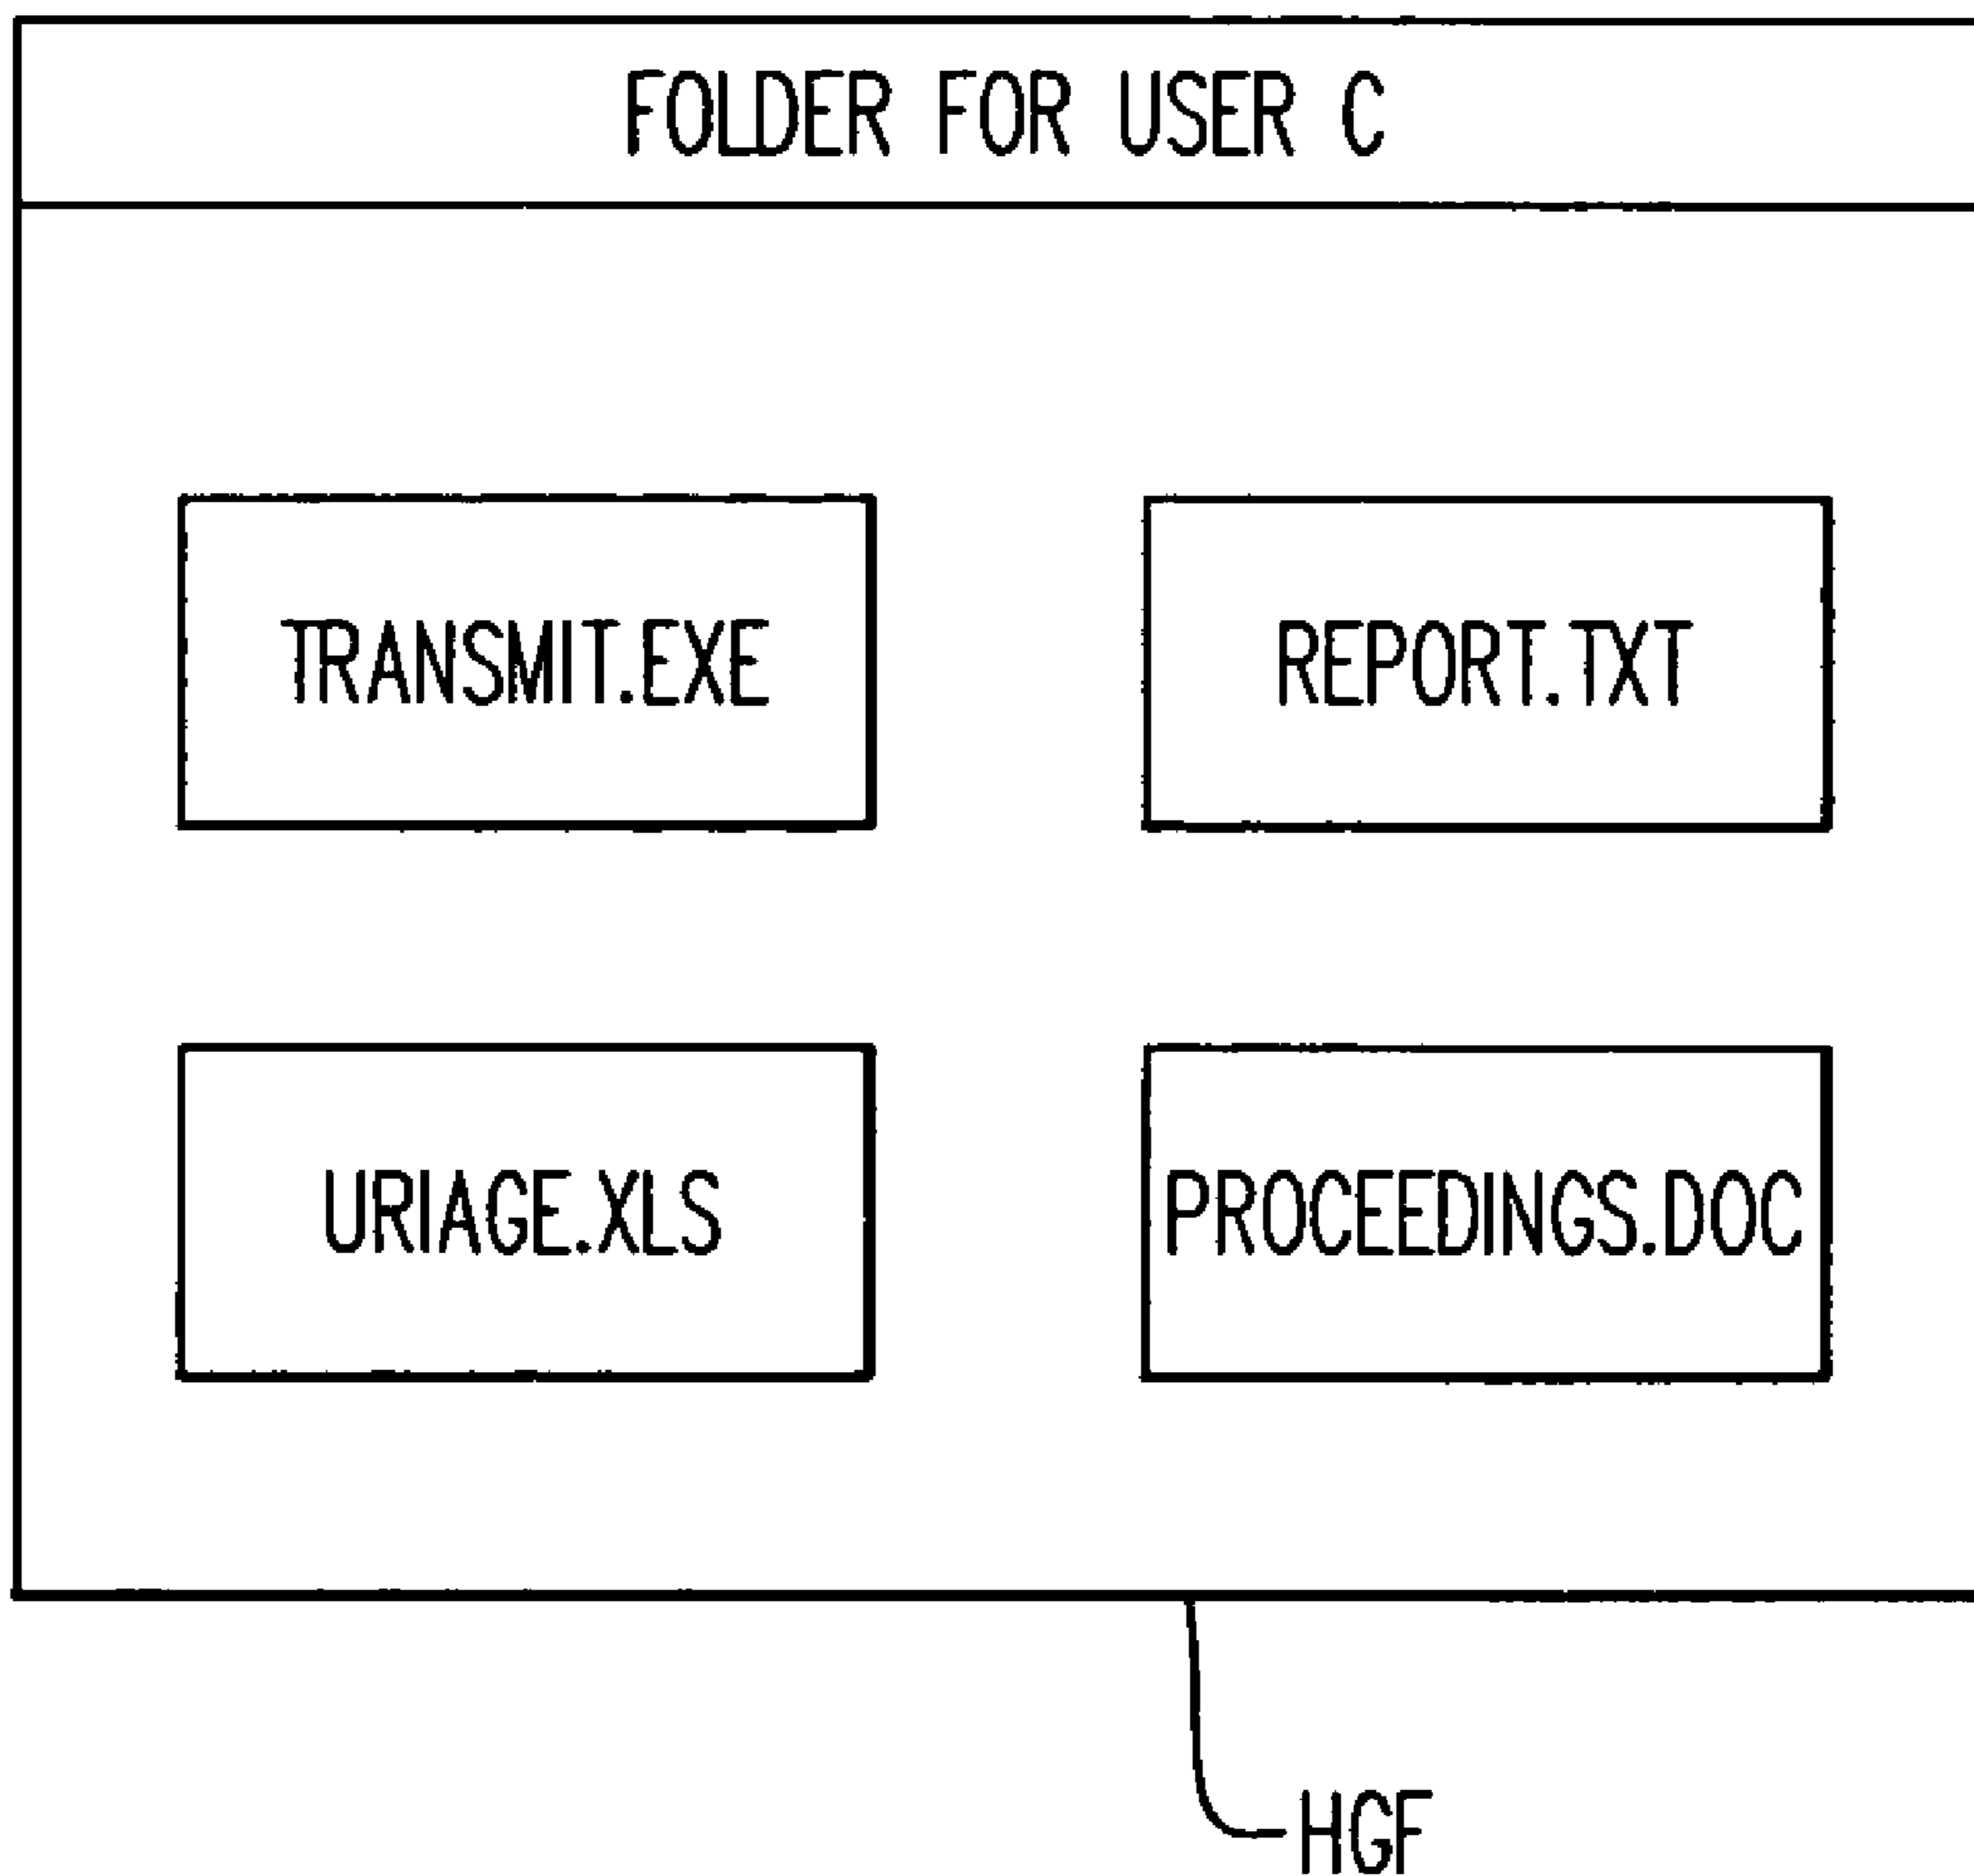 FOLDER FOR USER C
TRANSMIT.EXE
REPORT.TXT
URIAGE.XLS
PROCEEDINGS.DOC
HGF